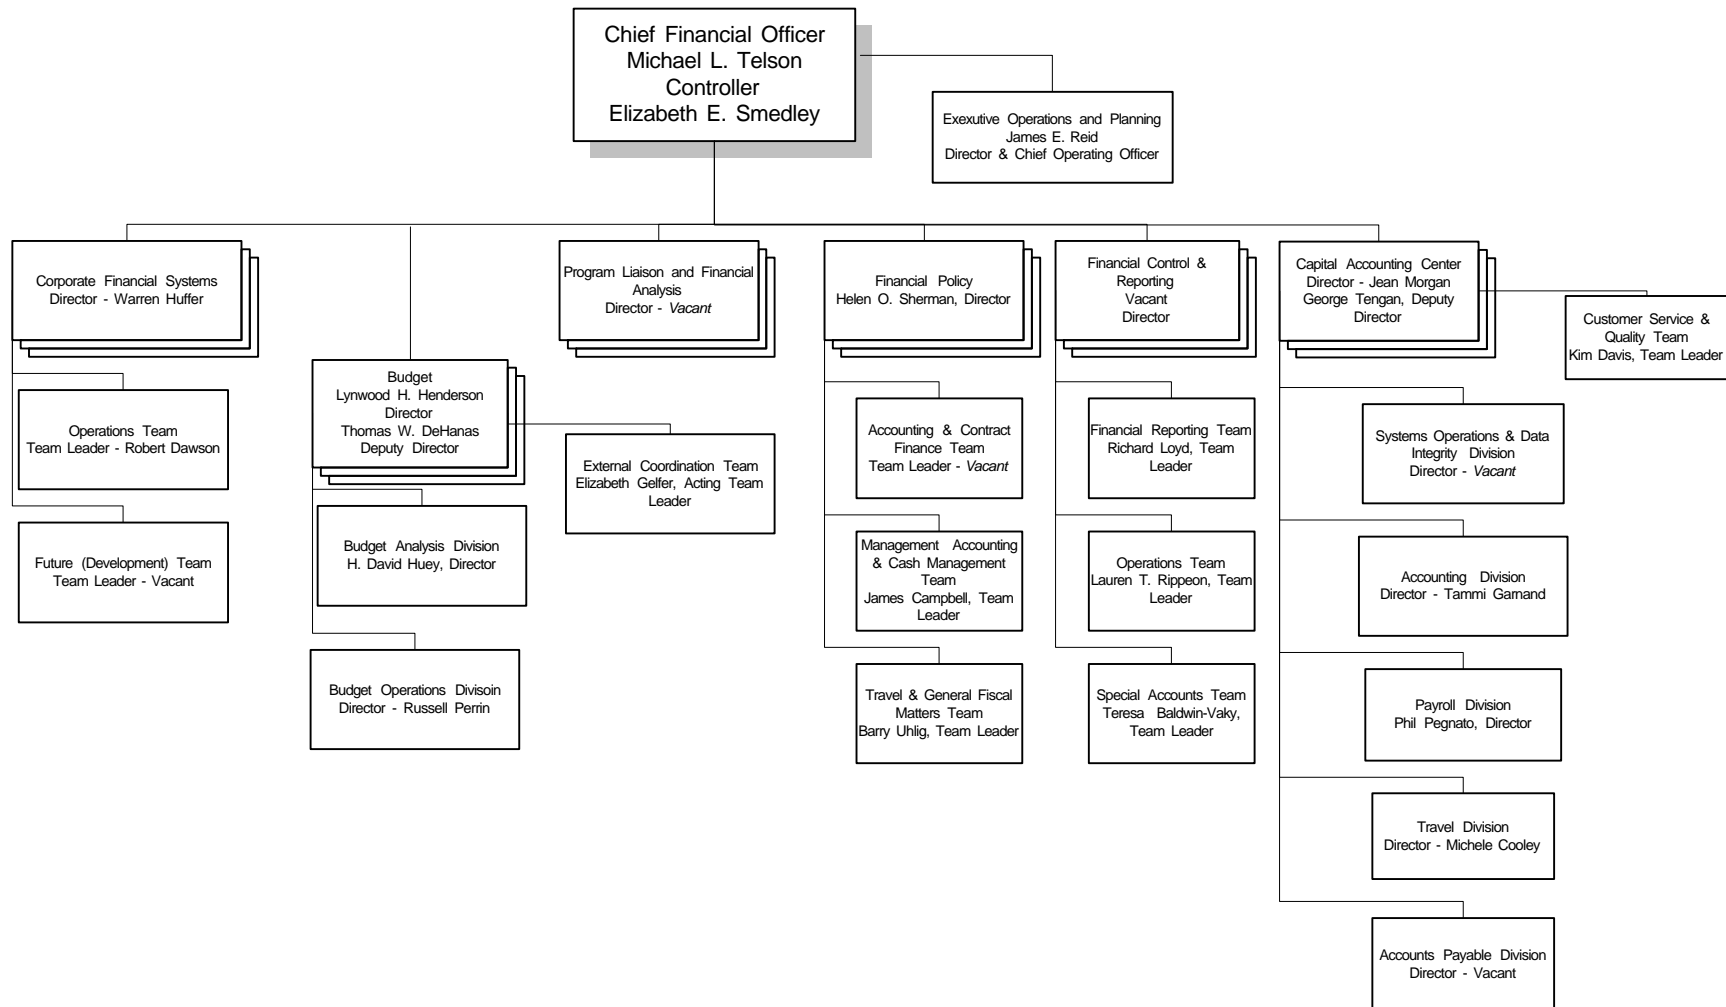 Chief Financial Officer
Michael L. Telson
Controller
Elizabeth E. Smedley
Exexutive Operations and Planning
James E. Reid
Director & Chief Operating Officer
Corporate Financial Systems
Director - Warren Huffer
Operations Team
Team Leader - Robert Dawson
Future (Development) Team
Team Leader - Vacant
Budget
Lynwood H. Henderson
Director
Thomas W. DeHanas
Deputy Director
External Coordination Team
Elizabeth Gelfer, Acting Team
Leader
Budget Analysis Division
H. David Huey, Director
Budget Operations Divisoin
Director - Russell Perrin
Program Liaison and Financial
Analysis
Director - Vacant
Financial Policy
Helen O. Sherman, Director
Accounting & Contract
Finance Team
Team Leader - Vacant
Management Accounting
& Cash Management
Team
James Campbell, Team
Leader
Travel & General Fiscal
Matters Team
Barry Uhlig, Team Leader
Financial Control &
Reporting
Vacant
Director
Financial Reporting Team
Richard Loyd, Team
Leader
Operations Team
Lauren T. Rippeon, Team
Leader
Special Accounts Team
Teresa Baldwin-Vaky,
Team Leader
Capital Accounting Center
Director - Jean Morgan
George Tengan, Deputy
Director
Customer Service &
Quality Team
Kim Davis, Team Leader
Systems Operations & Data
Integrity Division
Director - Vacant
Accounting Division
Director - Tammi Garnand
Payroll Division
Phil Pegnato, Director
Travel Division
Director - Michele Cooley
Accounts Payable Division
Director - Vacant